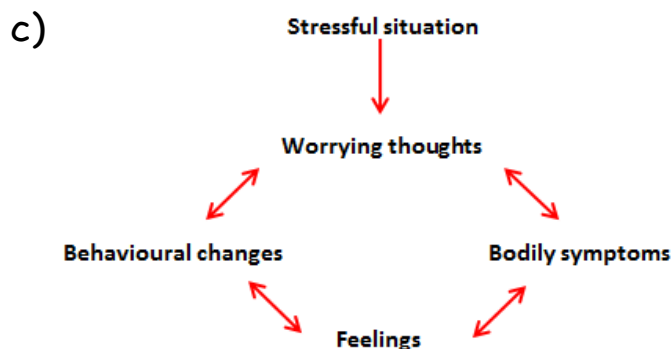 c)
Stressful situation
Worrying thoughts
Behavioural changes
Bodily symptoms
Feelings